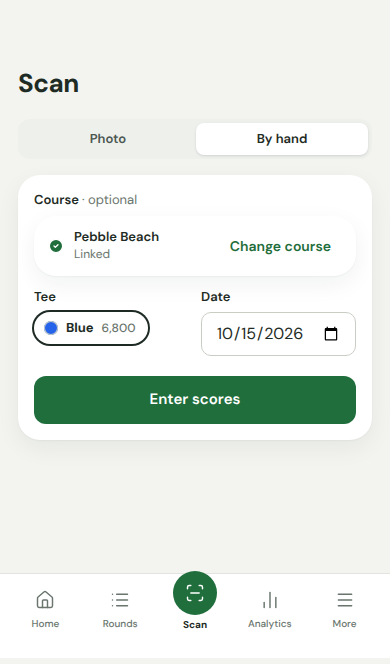 Scan
Photo
By hand
Course · optional
Pebble Beach
Linked
Change course
Tee
Date
Blue 6,800
10/15/2026
Enter scores
Home
Rounds
Scan
Analytics
More